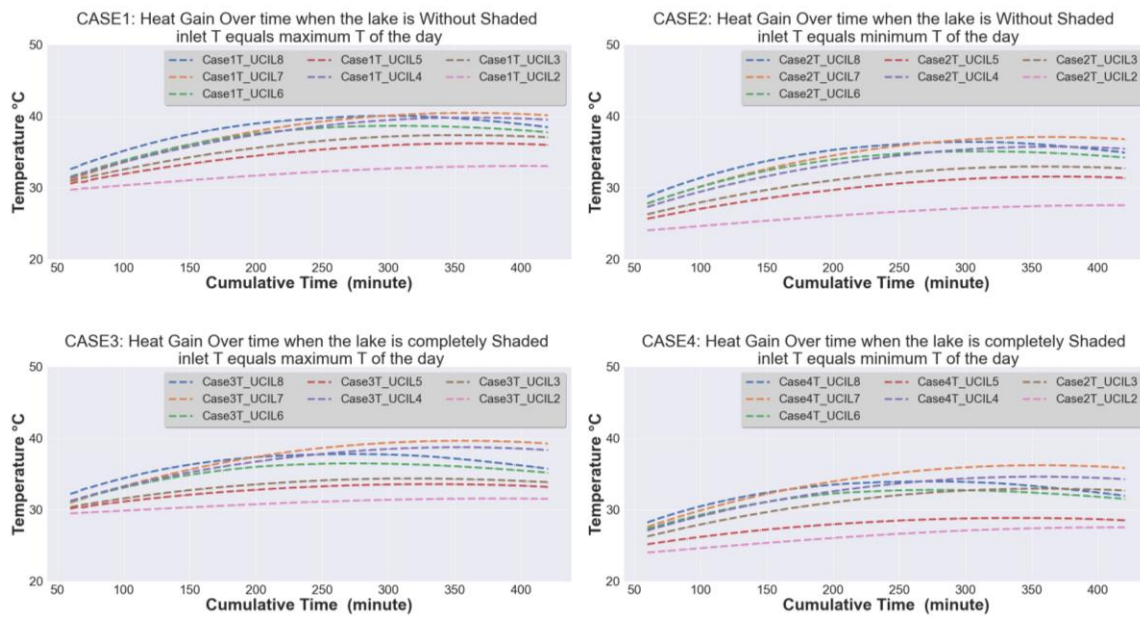 CASE1: Heat Gain Over time when the lake is Without Shaded
inlet T equals maximum T of the day
50
40
30
20
Temperature °C
Case1T_UCIL8 Case1T_UCIL5 Case1T_UCIL3
Case1T_UCIL7 Case1T_UCIL4 Case1T_UCIL2
Case1T_UCIL6
50 100 150 200 250 300 350 400
Cumulative Time (minute)
CASE2: Heat Gain Over time when the lake is Without Shaded
inlet T equals minimum T of the day
50
40
30
20
Temperature °C
Case2T_UCIL8 Case2T_UCIL5 Case2T_UCIL3
Case2T_UCIL7 Case2T_UCIL4 Case2T_UCIL2
Case2T_UCIL6
50 100 150 200 250 300 350 400
Cumulative Time (minute)
CASE3: Heat Gain Over time when the lake is completely Shaded
inlet T equals maximum T of the day
50
40
30
20
Temperature °C
Case3T_UCIL8 Case3T_UCIL5 Case3T_UCIL3
Case3T_UCIL7 Case3T_UCIL4 Case3T_UCIL2
Case3T_UCIL6
50 100 150 200 250 300 350 400
Cumulative Time (minute)
CASE4: Heat Gain Over time when the lake is completely Shaded
inlet T equals minimum T of the day
50
40
30
20
Temperature °C
Case4T_UCIL8 Case4T_UCIL5 Case2T_UCIL3
Case4T_UCIL7 Case4T_UCIL4 Case2T_UCIL2
Case4T_UCIL6
50 100 150 200 250 300 350 400
Cumulative Time (minute)